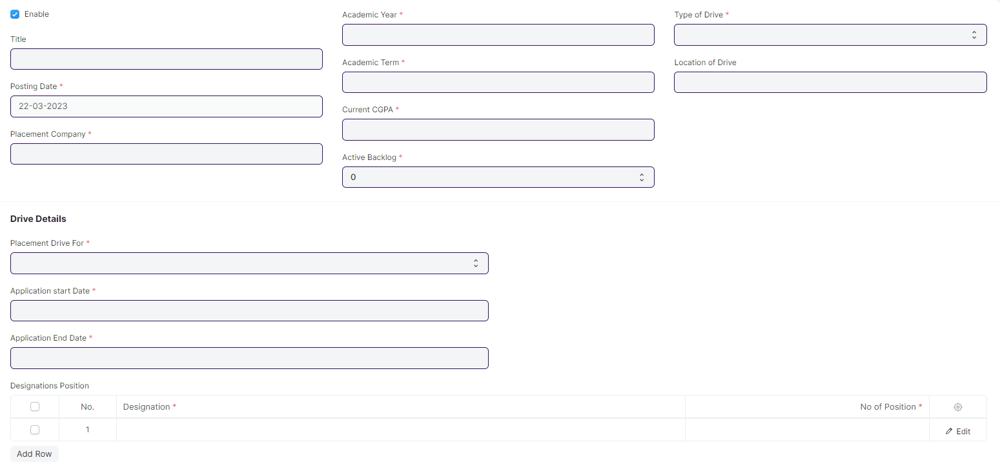 Enable
Title
Posting Date *
22-03-2023
Placement Company *
Academic Year *
Academic Term *
Current CGPA *
Active Backlog *
0
Type of Drive *
Location of Drive
Drive Details
Placement Drive For *
Application start Date *
Application End Date *
Designations Position
No. Designation * No of Position *
1 Edit
Add Row